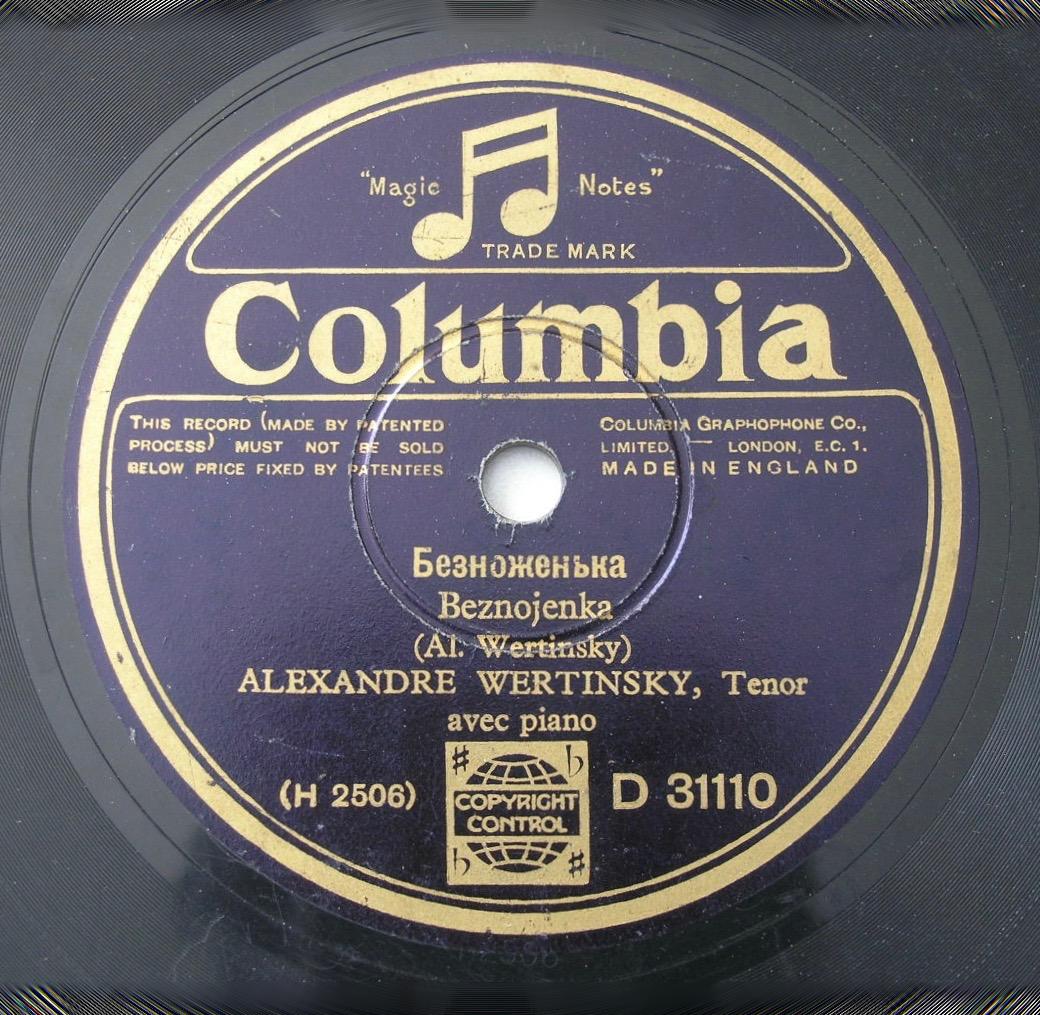 “Magic Notes”
TRADE MARK
Columbia
THIS RECORD (MADE BY PATENTED
PROCESS) MUST NOT BE SOLD
BELOW PRICE FIXED BY PATENTEES
COLUMBIA GRAPHOPHONE CO.,
LIMITED. — LONDON, E.C. 1.
MADE IN ENGLAND
Безноженька
Beznojenka
(Al. Wertinsky)
ALEXANDRE WERTINSKY, Tenor
avec piano
(H 2506)
COPYRIGHT
CONTROL
D 31110